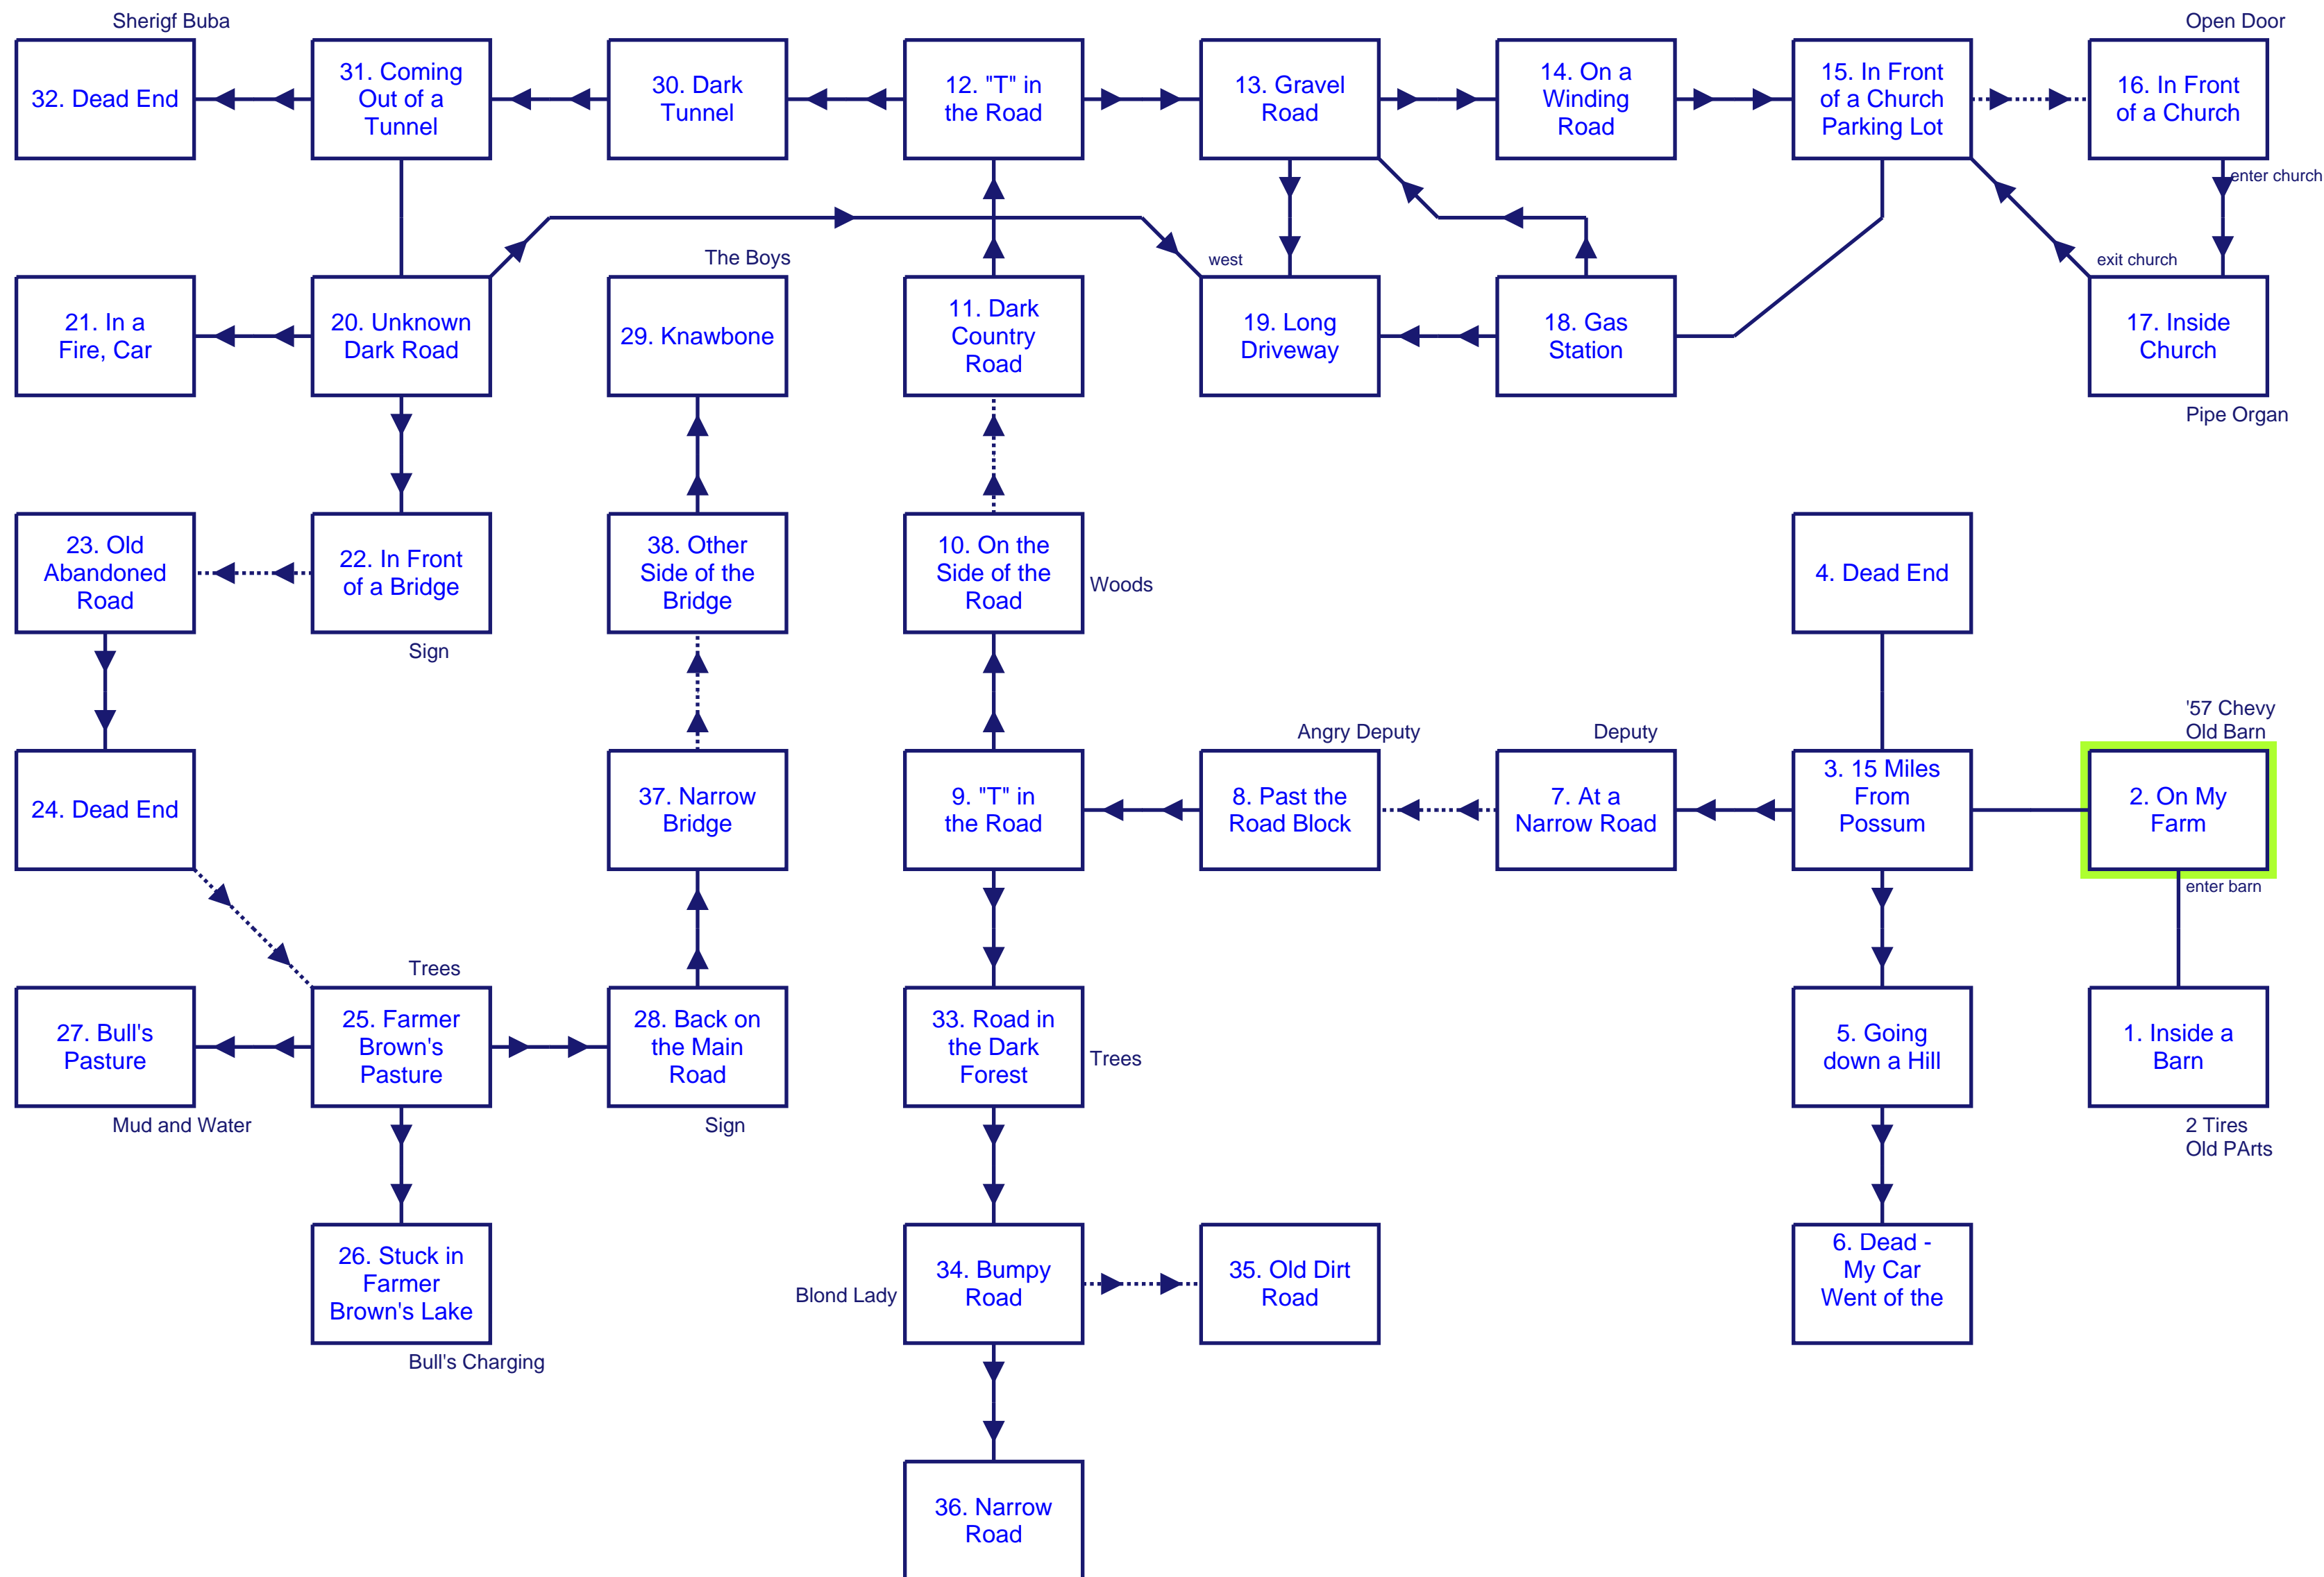 Sherigf Buba
Open Door
32. Dead End
31. Coming
Out of a
Tunnel
30. Dark
Tunnel
12. "T" in
the Road
13. Gravel
Road
14. On a
Winding
Road
15. In Front
of a Church
Parking Lot
16. In Front
of a Church
enter church
The Boys
west
exit church
21. In a
Fire, Car
20. Unknown
Dark Road
29. Knawbone
11. Dark
Country
Road
19. Long
Driveway
18. Gas
Station
17. Inside
Church
Pipe Organ
23. Old
Abandoned
Road
22. In Front
of a Bridge
38. Other
Side of the
Bridge
10. On the
Side of the
Road
Woods
4. Dead End
Sign
Angry Deputy
Deputy
'57 Chevy
Old Barn
24. Dead End
37. Narrow
Bridge
9. "T" in
the Road
8. Past the
Road Block
7. At a
Narrow Road
3. 15 Miles
From
Possum
2. On My
Farm
enter barn
Trees
27. Bull's
Pasture
25. Farmer
Brown's
Pasture
28. Back on
the Main
Road
33. Road in
the Dark
Forest
Trees
5. Going
down a Hill
1. Inside a
Barn
Mud and Water
Sign
2 Tires
Old PArts
26. Stuck in
Farmer
Brown's Lake
Blond Lady
34. Bumpy
Road
35. Old Dirt
Road
6. Dead -
My Car
Went of the
Bull's Charging
36. Narrow
Road